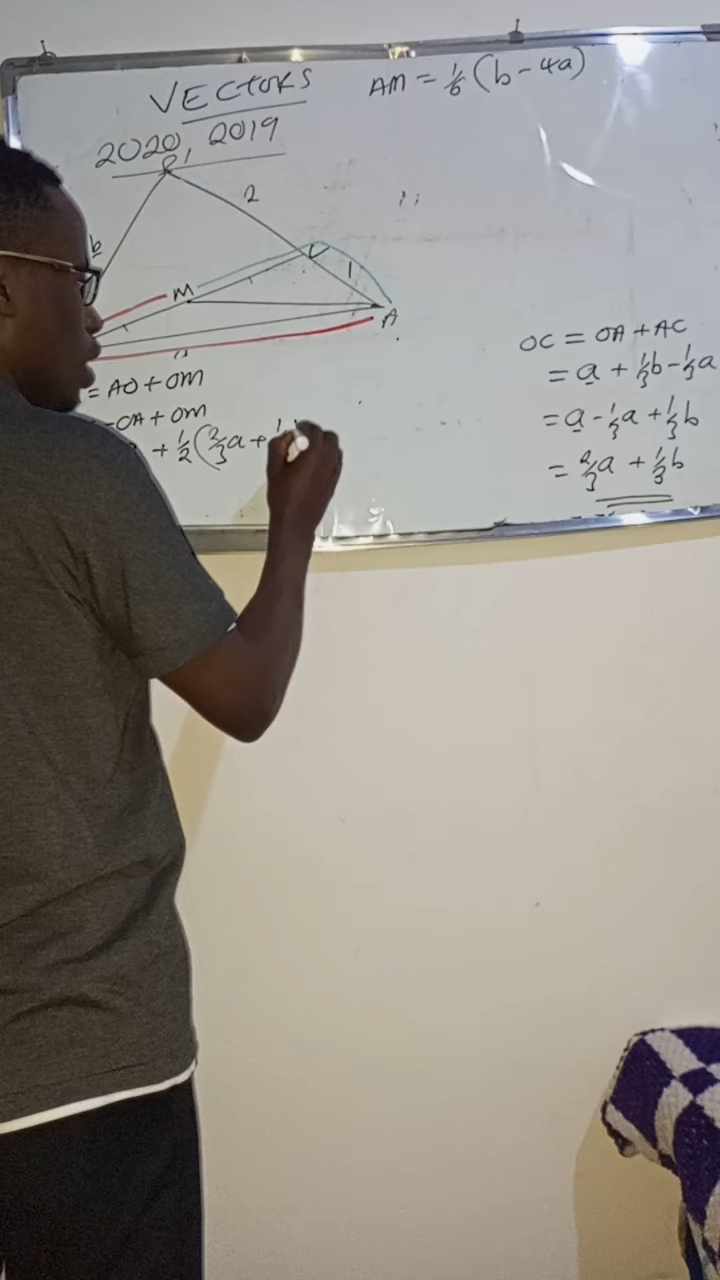 VECTORS
AM = 1/6 (b - 4a)
2020, 2019
2
b
C
1
M
A
a
= AO + OM
-OA + OM
+ 1/2 (2/3 a + 1
OC = OA + AC
= a + 1/3 b - 1/3 a
= a - 1/3 a + 1/3 b
= 2/3 a + 1/3 b